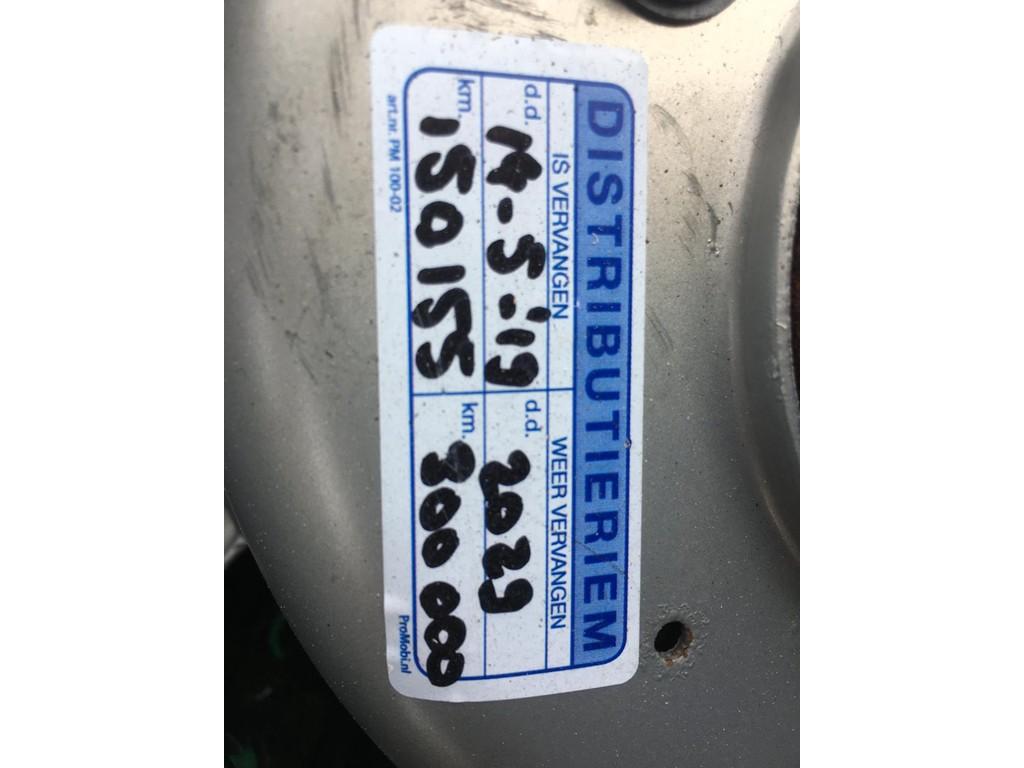 DISTRIBUTIERIEM
IS VERVANGEN WEER VERVANGEN
d.d. 14-5-'19 d.d. 2029
km. 150155 km. 300 000
art.nr. PM 100-02 ProMobi.nl